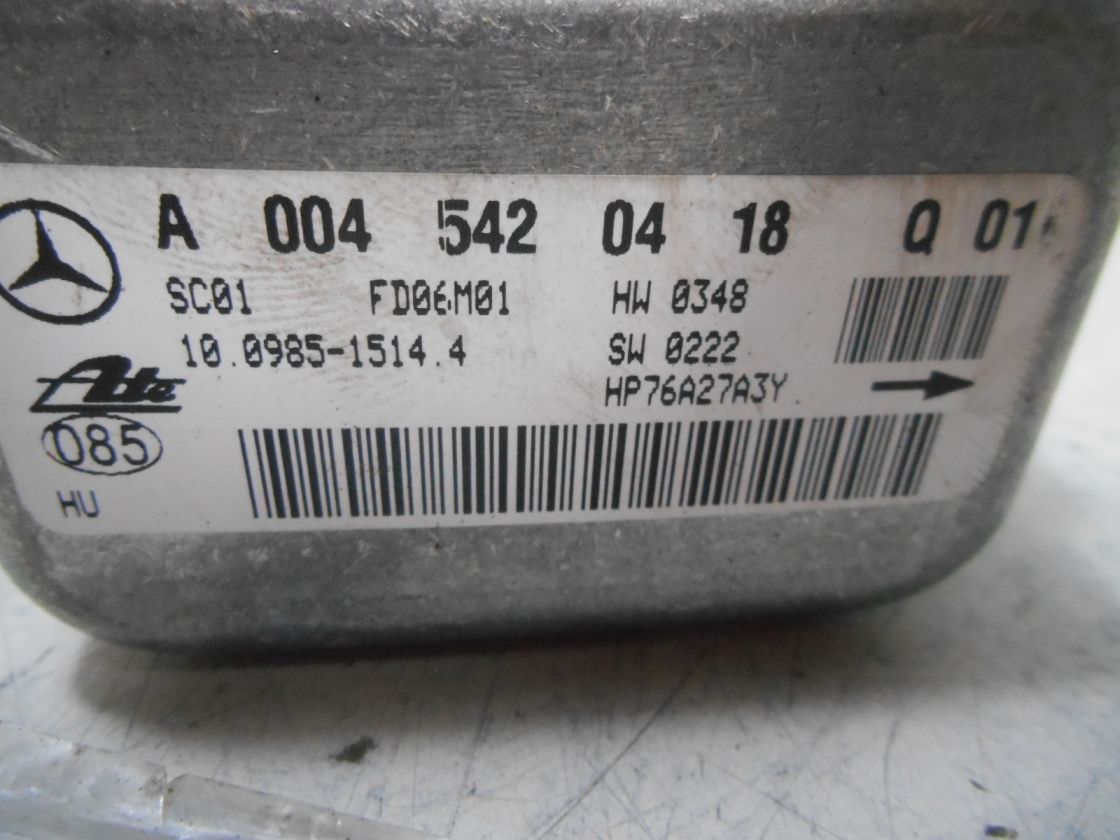 A 004 542 04 18 Q 01
SC01 FD06M01 HW 0348
10.0985-1514.4 SW 0222
HP76A27A3Y
Ate
085
HU